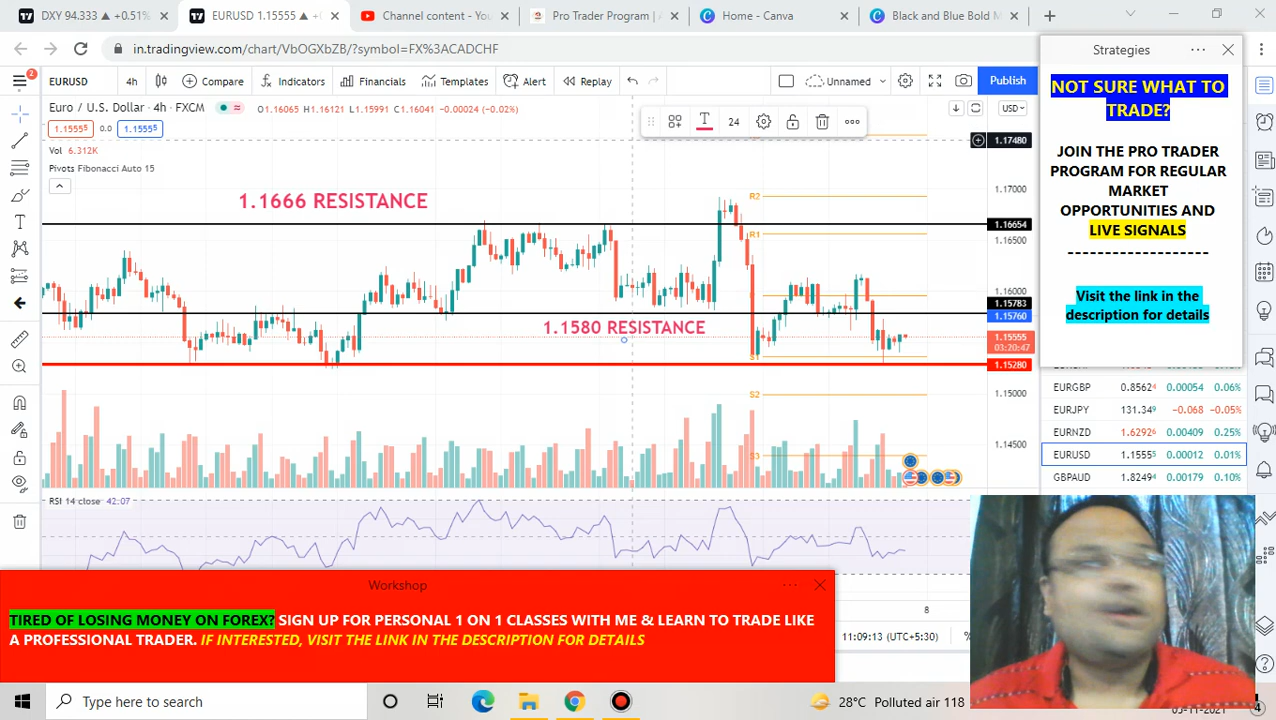 DXY 94.333 ▲ +0.51%
EURUSD 1.15555 ▲ +
Channel content - You
Pro Trader Program | A
Home - Canva
Black and Blue Bold M
in.tradingview.com/chart/VbOGXbZB/?symbol=FX%3ACADCHF
2
EURUSD
4h
Compare
Indicators
Financials
Templates
Alert
Replay
Unnamed
Publish
Euro / U.S. Dollar · 4h · FXCM
O1.16065 H1.16121 L1.15991 C1.16041 -0.00024 (-0.02%)
USD
1.15555
0.0
1.15555
24
Vol 6.312K
Pivots Fibonacci Auto 15
1.1666 RESISTANCE
1.1580 RESISTANCE
R2
R1
S1
S2
S3
1.17480
1.17000
1.16654
1.16500
1.16000
1.15783
1.15760
1.15555
03:20:47
1.15280
1.15000
1.14500
RSI 14 close 42.07
8
11:09:13 (UTC+5:30)
%
Strategies
NOT SURE WHAT TO
TRADE?
JOIN THE PRO TRADER
PROGRAM FOR REGULAR
MARKET
OPPORTUNITIES AND
LIVE SIGNALS
--------------------
Visit the link in the
description for details
EURGBP 0.85624 0.00054 0.06%
EURJPY 131.349 -0.068 -0.05%
EURNZD 1.62926 0.00409 0.25%
EURUSD 1.15555 0.00012 0.01%
GBPAUD 1.82494 0.00179 0.10%
Workshop
TIRED OF LOSING MONEY ON FOREX? SIGN UP FOR PERSONAL 1 ON 1 CLASSES WITH ME & LEARN TO TRADE LIKE
A PROFESSIONAL TRADER. IF INTERESTED, VISIT THE LINK IN THE DESCRIPTION FOR DETAILS
Type here to search
28°C Polluted air 118
4